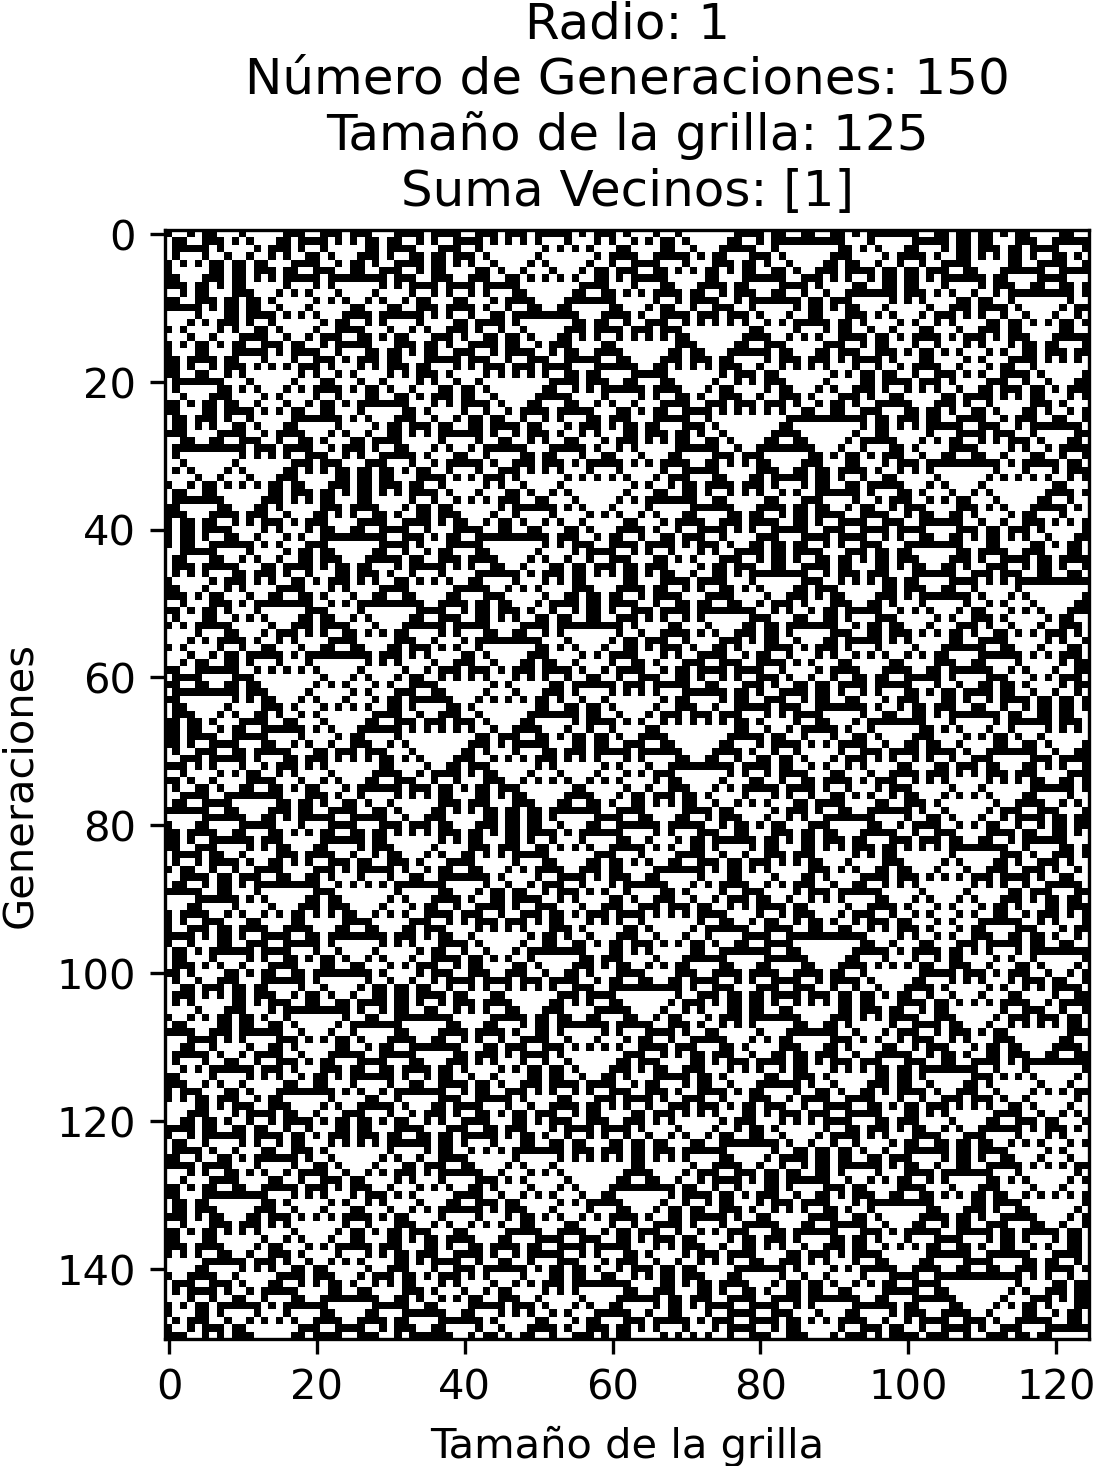 Radio: 1
Número de Generaciones: 150
Tamaño de la grilla: 125
Suma Vecinos: [1]
0
20
40
60
80
100
120
140
Generaciones
0 20 40 60 80 100 120
Tamaño de la grilla